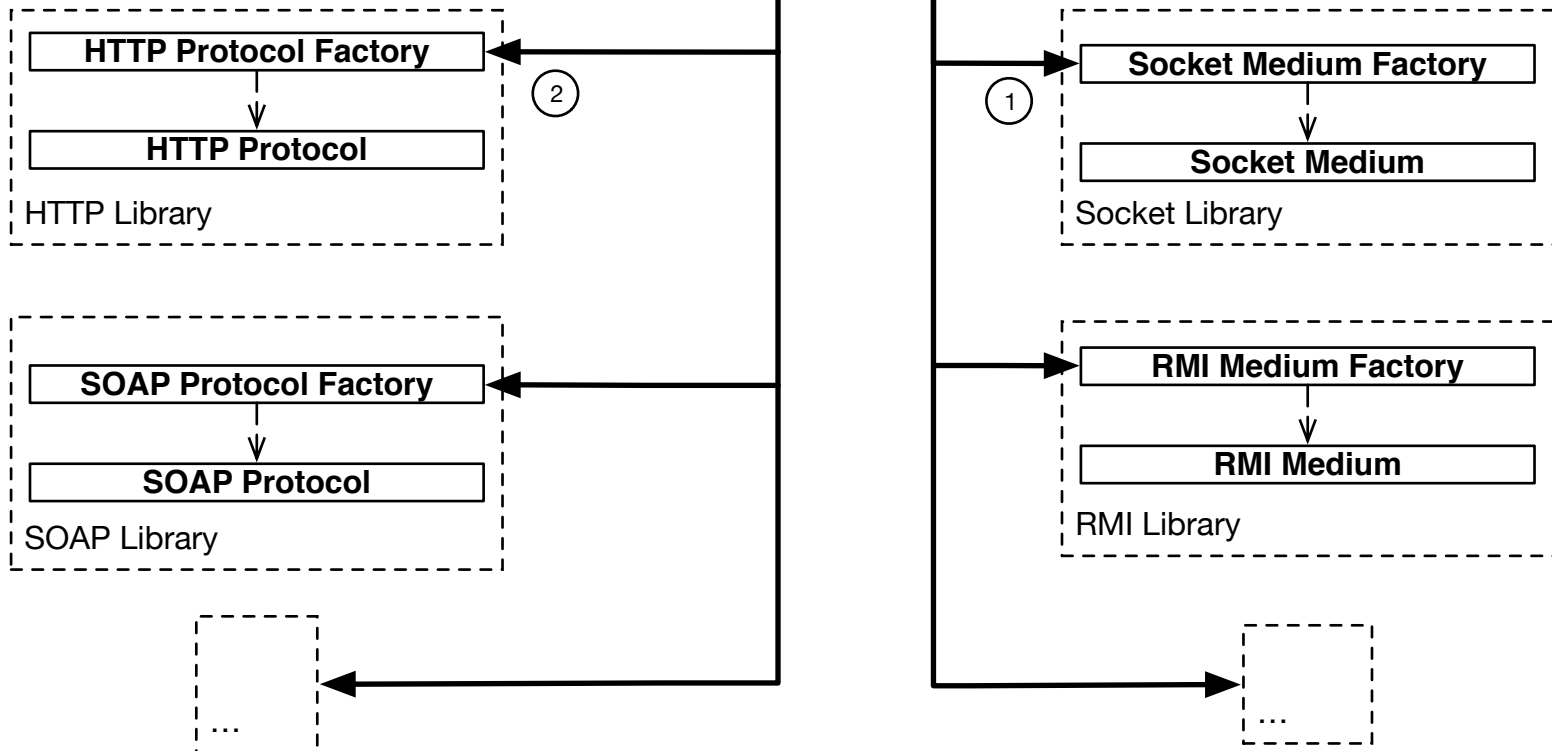 HTTP Protocol Factory
2
HTTP Protocol
HTTP Library
SOAP Protocol Factory
SOAP Protocol
SOAP Library
...
Socket Medium Factory
1
Socket Medium
Socket Library
RMI Medium Factory
RMI Medium
RMI Library
...